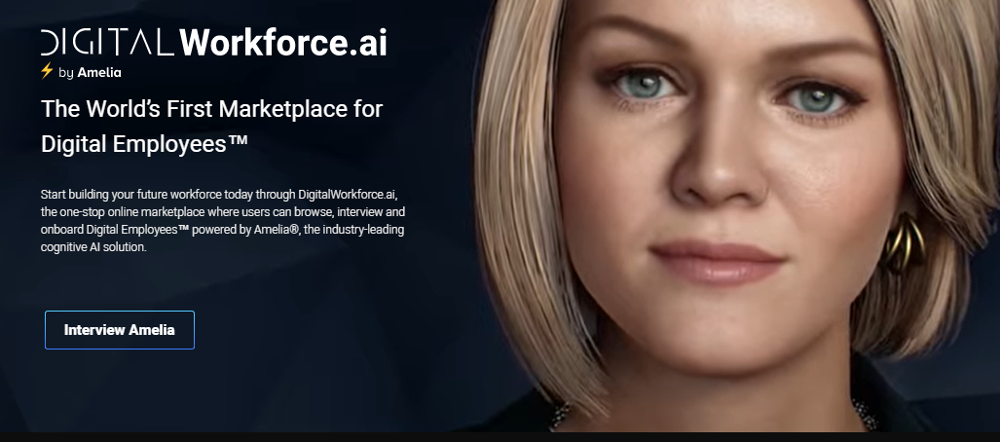 DIGITAL Workforce.ai
by Amelia
The World's First Marketplace for
Digital Employees™
Start building your future workforce today through DigitalWorkforce.ai,
the one-stop online marketplace where users can browse, interview and
onboard Digital Employees™ powered by Amelia®, the industry-leading
cognitive AI solution.
Interview Amelia